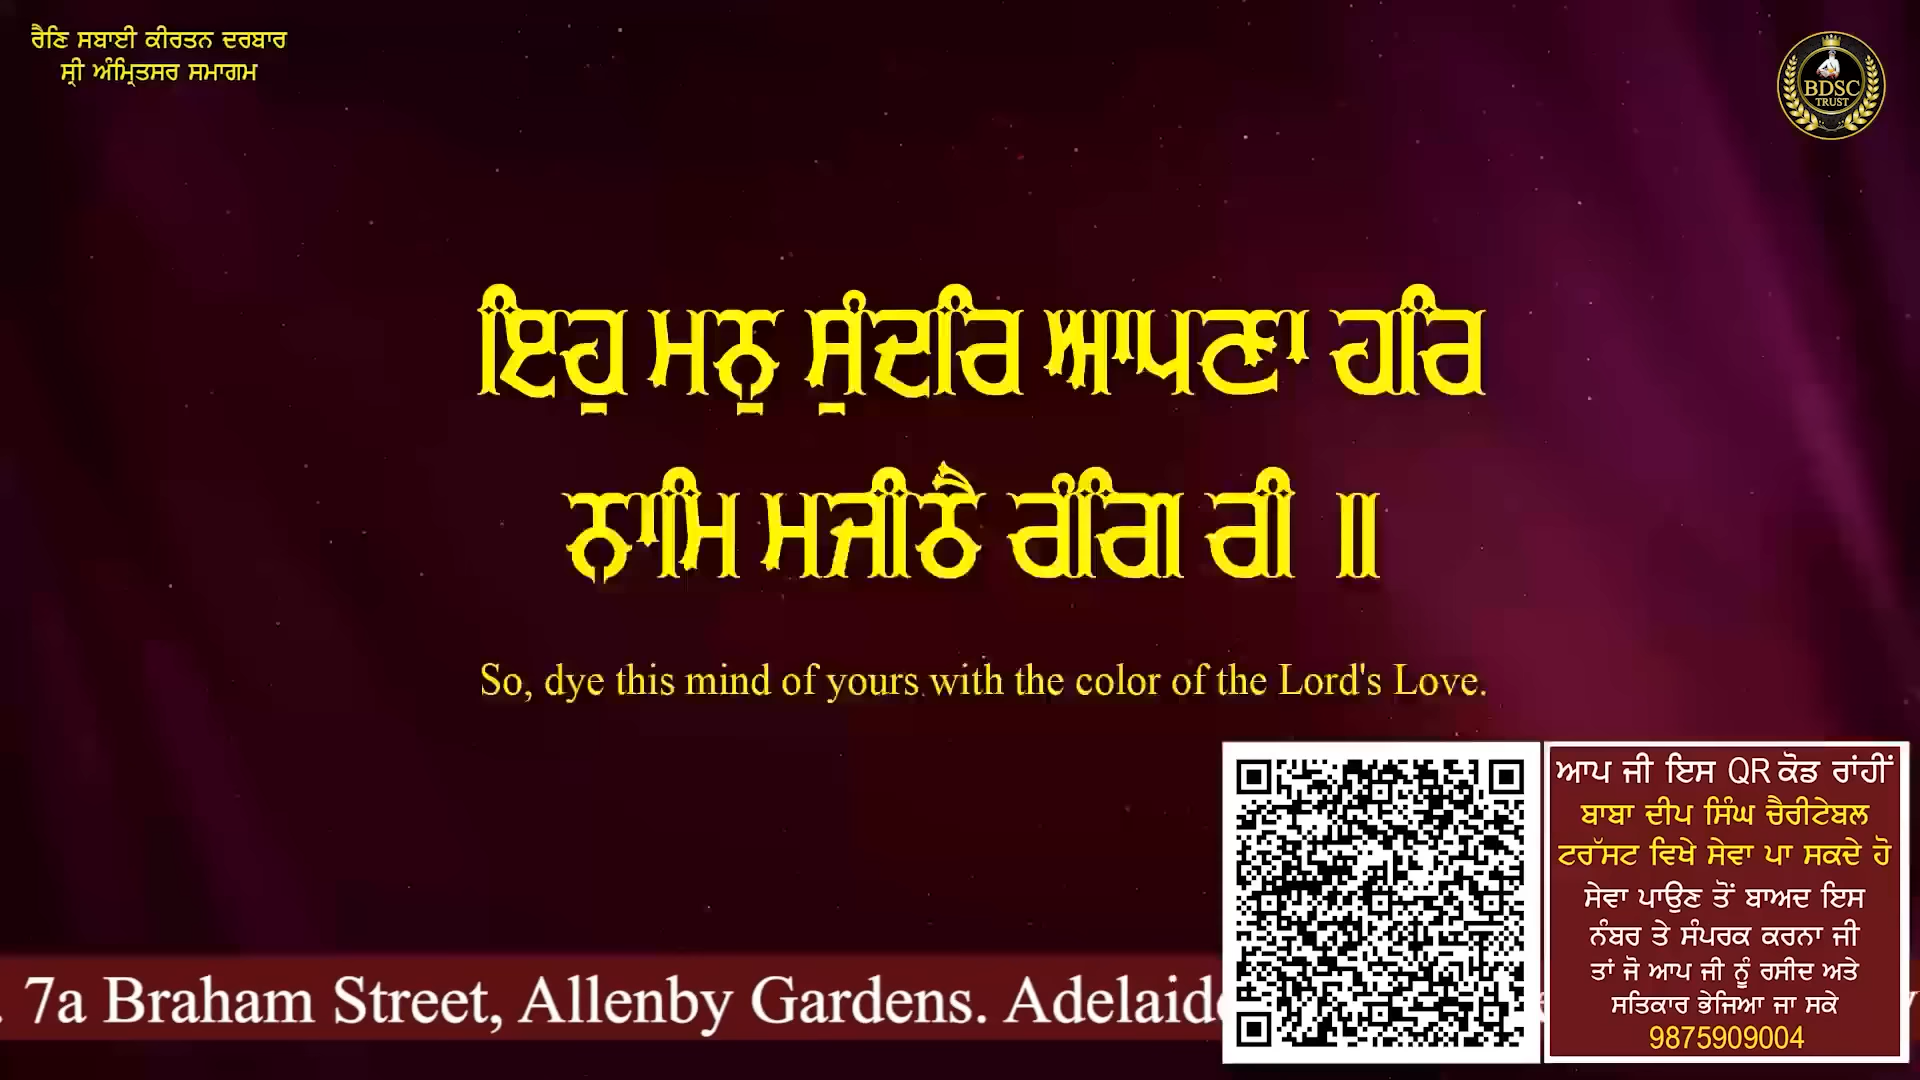 ਰੈਣਿ ਸਬਾਈ ਕੀਰਤਨ ਦਰਬਾਰ
ਸ੍ਰੀ ਅੰਮ੍ਰਿਤਸਰ ਸਮਾਗਮ
BDSC
TRUST
ਇਹੁ ਮਨੁ ਸੁੰਦਰਿ ਆਪਣਾ ਹਰਿ
ਨਾਮਿ ਮਜੀਠੈ ਰੰਗਿ ਰੀ ॥
So, dye this mind of yours with the color of the Lord's Love.
ਆਪ ਜੀ ਇਸ QR ਕੋਡ ਰਾਂਹੀਂ
ਬਾਬਾ ਦੀਪ ਸਿੰਘ ਚੈਰੀਟੇਬਲ
ਟਰੱਸਟ ਵਿਖੇ ਸੇਵਾ ਪਾ ਸਕਦੇ ਹੋ
ਸੇਵਾ ਪਾਉਣ ਤੋਂ ਬਾਅਦ ਇਸ
ਨੰਬਰ ਤੇ ਸੰਪਰਕ ਕਰਨਾ ਜੀ
ਤਾਂ ਜੋ ਆਪ ਜੀ ਨੂੰ ਰਸੀਦ ਅਤੇ
ਸਤਿਕਾਰ ਭੇਜਿਆ ਜਾ ਸਕੇ
9875909004
. 7a Braham Street, Allenby Gardens. Adelaide